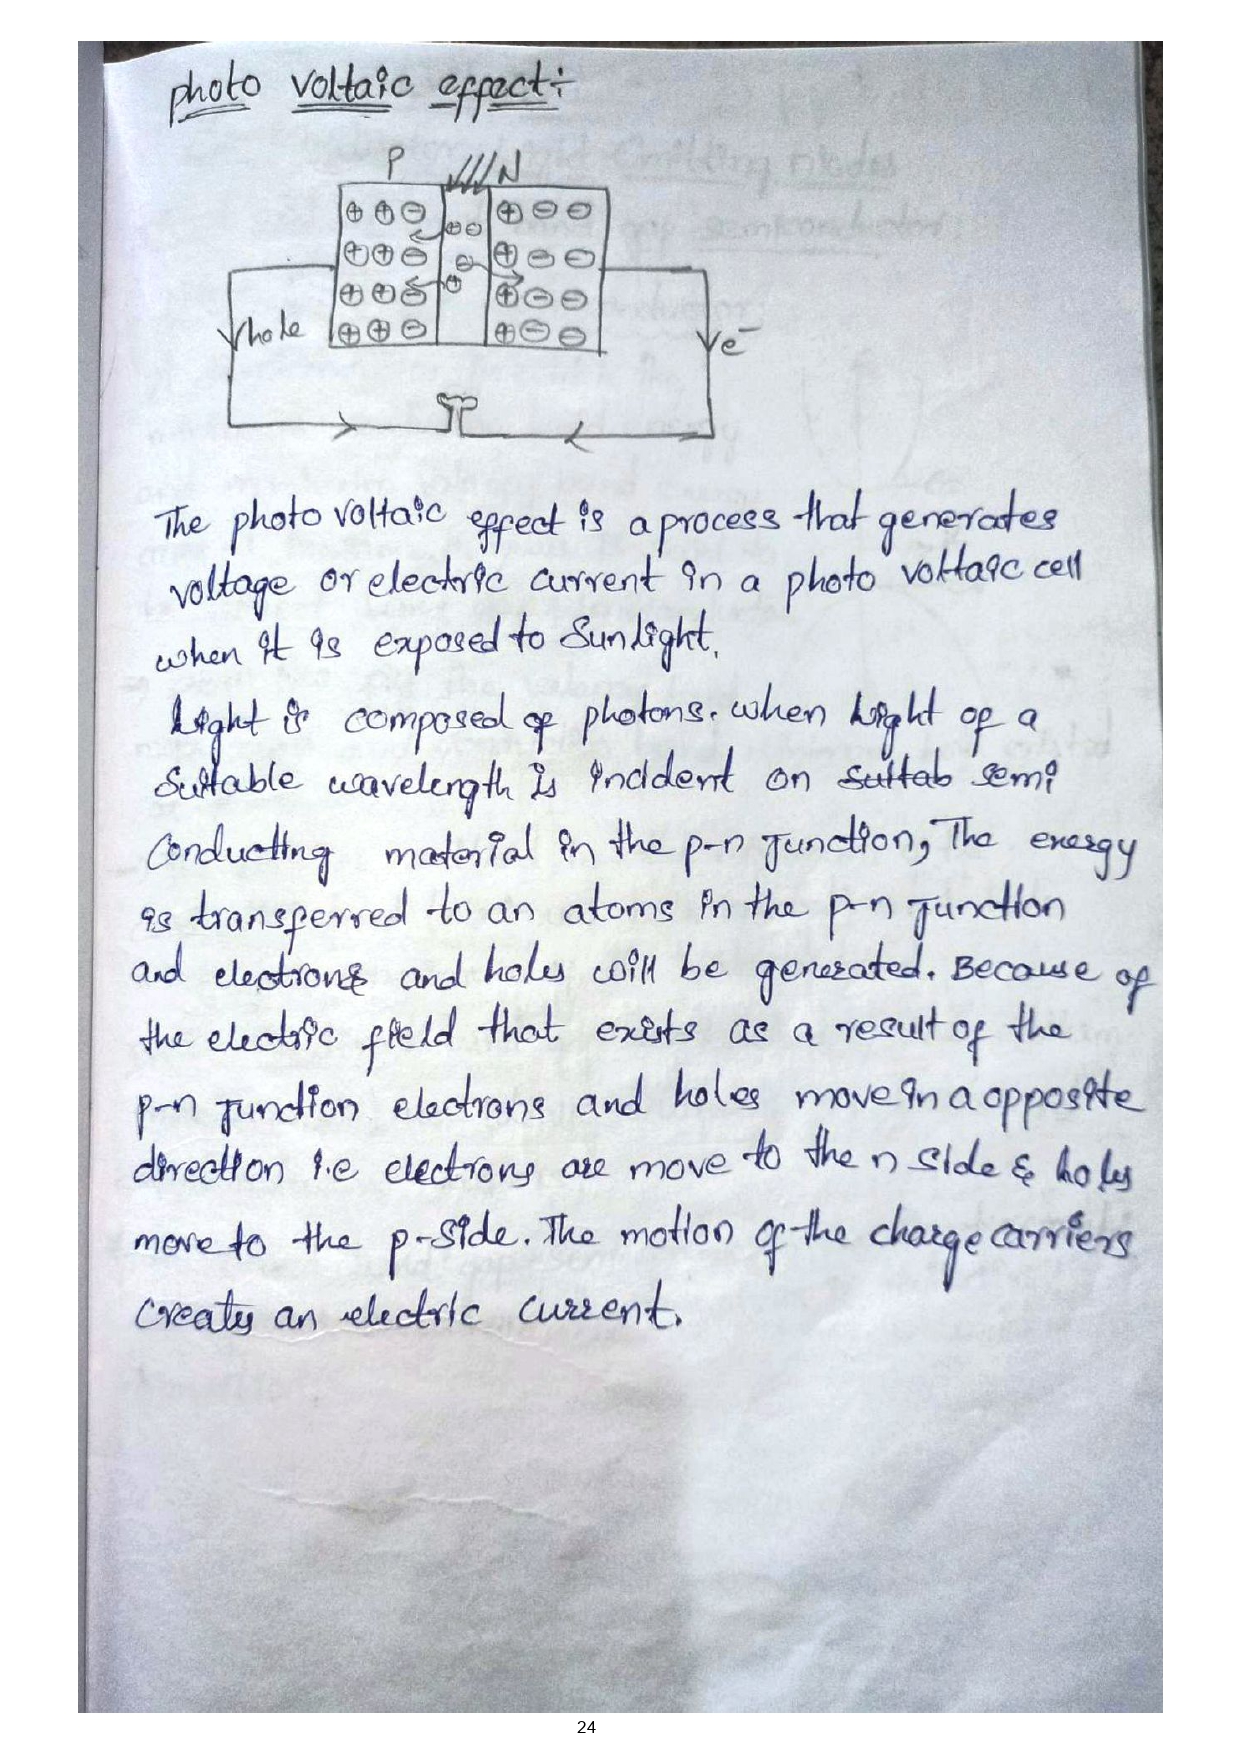 photo voltaic effect:-
P N
hole
e⁻
The photo voltaic effect is a process that generates
voltage or electric current in a photo voltaic cell
when it is exposed to Sunlight.
Light is composed of photons. when Light of a
Suitable wavelength is incident on suitab semi
Conducting material in the p-n Junction, The energy
is transferred to an atoms in the p-n Junction
and electrons and holes will be generated. Because of
the electric field that exists as a result of the
p-n Junction electrons and holes move in a opposite
direction i.e electrons are move to the n side & holes
move to the p-side. The motion of the charge carriers
Creates an electric current.
24